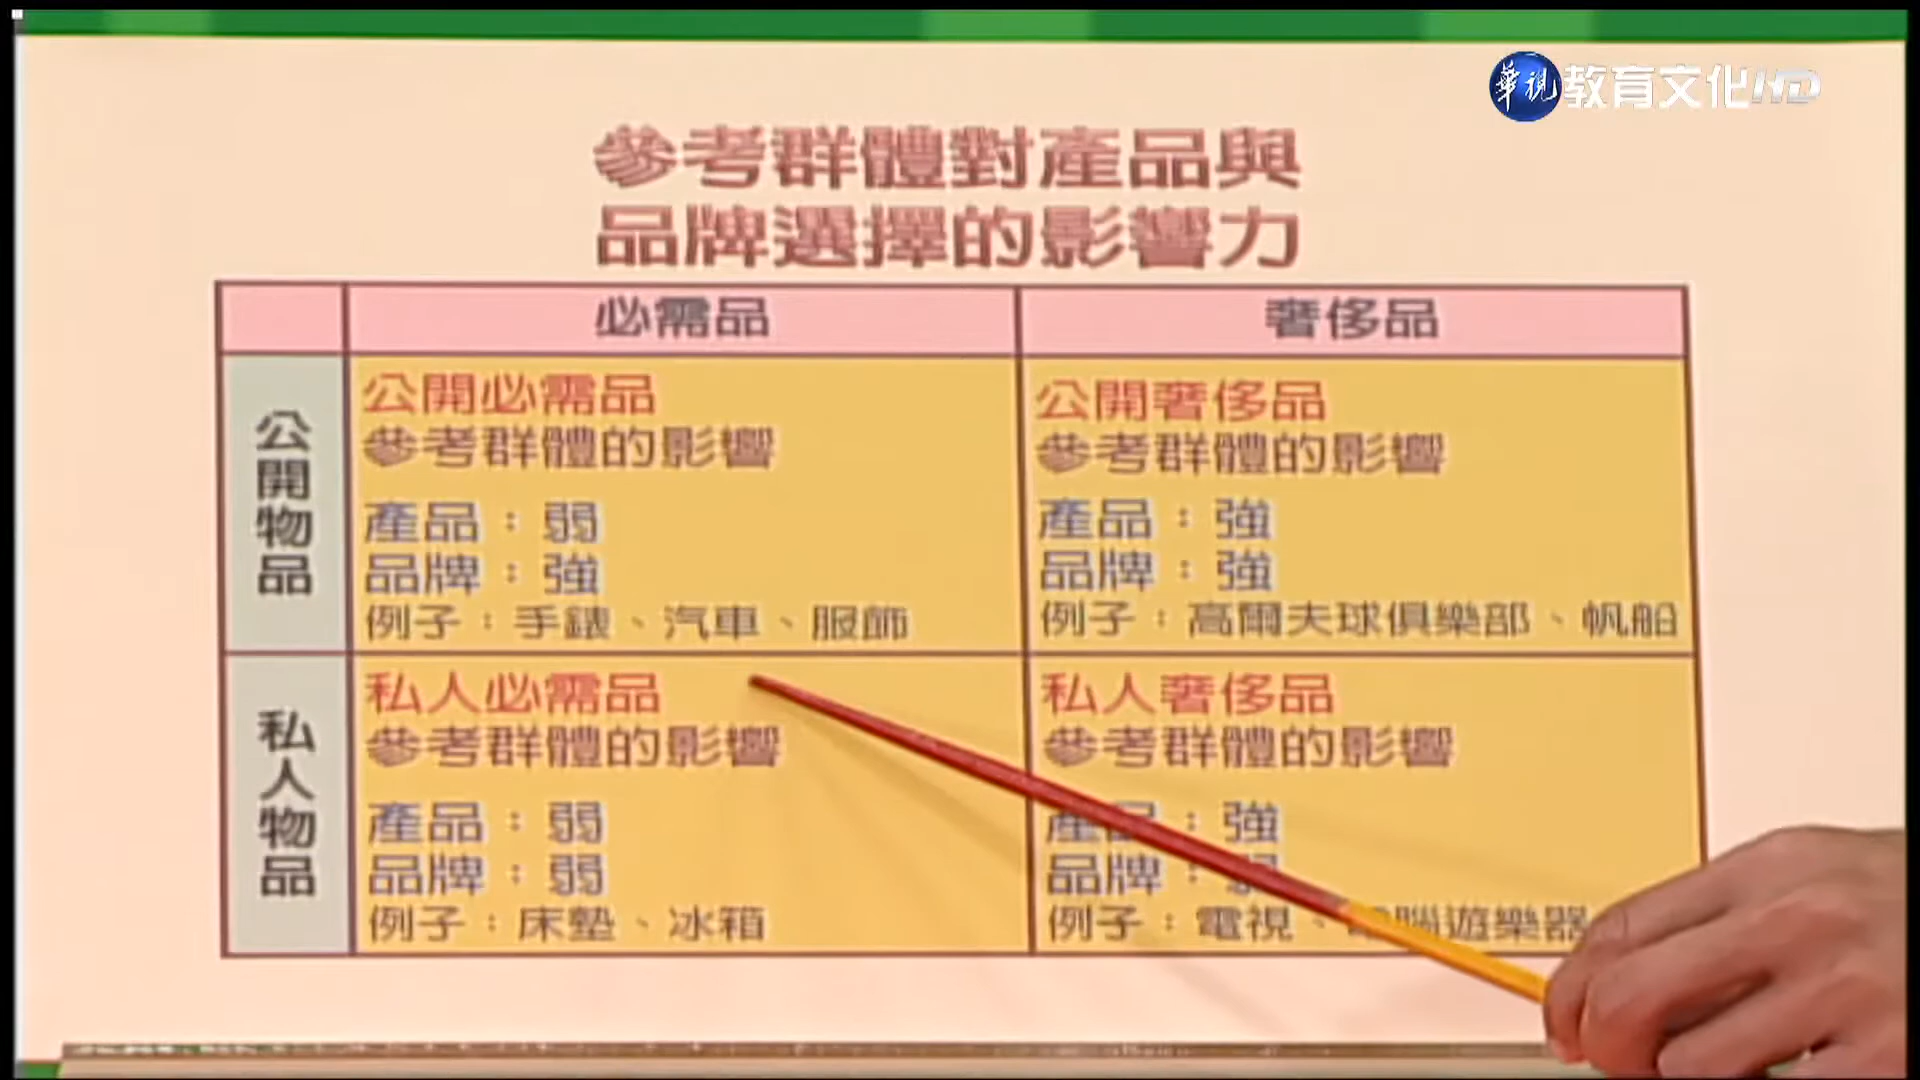 華視教育文化HD
參考群體對產品與
品牌選擇的影響力
必需品
奢侈品
公開物品
公開必需品
參考群體的影響
產品：弱
品牌：強
例子：手錶、汽車、服飾
公開奢侈品
參考群體的影響
產品：強
品牌：強
例子：高爾夫球俱樂部、帆船
私人物品
私人必需品
參考群體的影響
產品：弱
品牌：弱
例子：床墊、冰箱
私人奢侈品
參考群體的影響
產品：強
品牌：
例子：電視、腦遊樂器